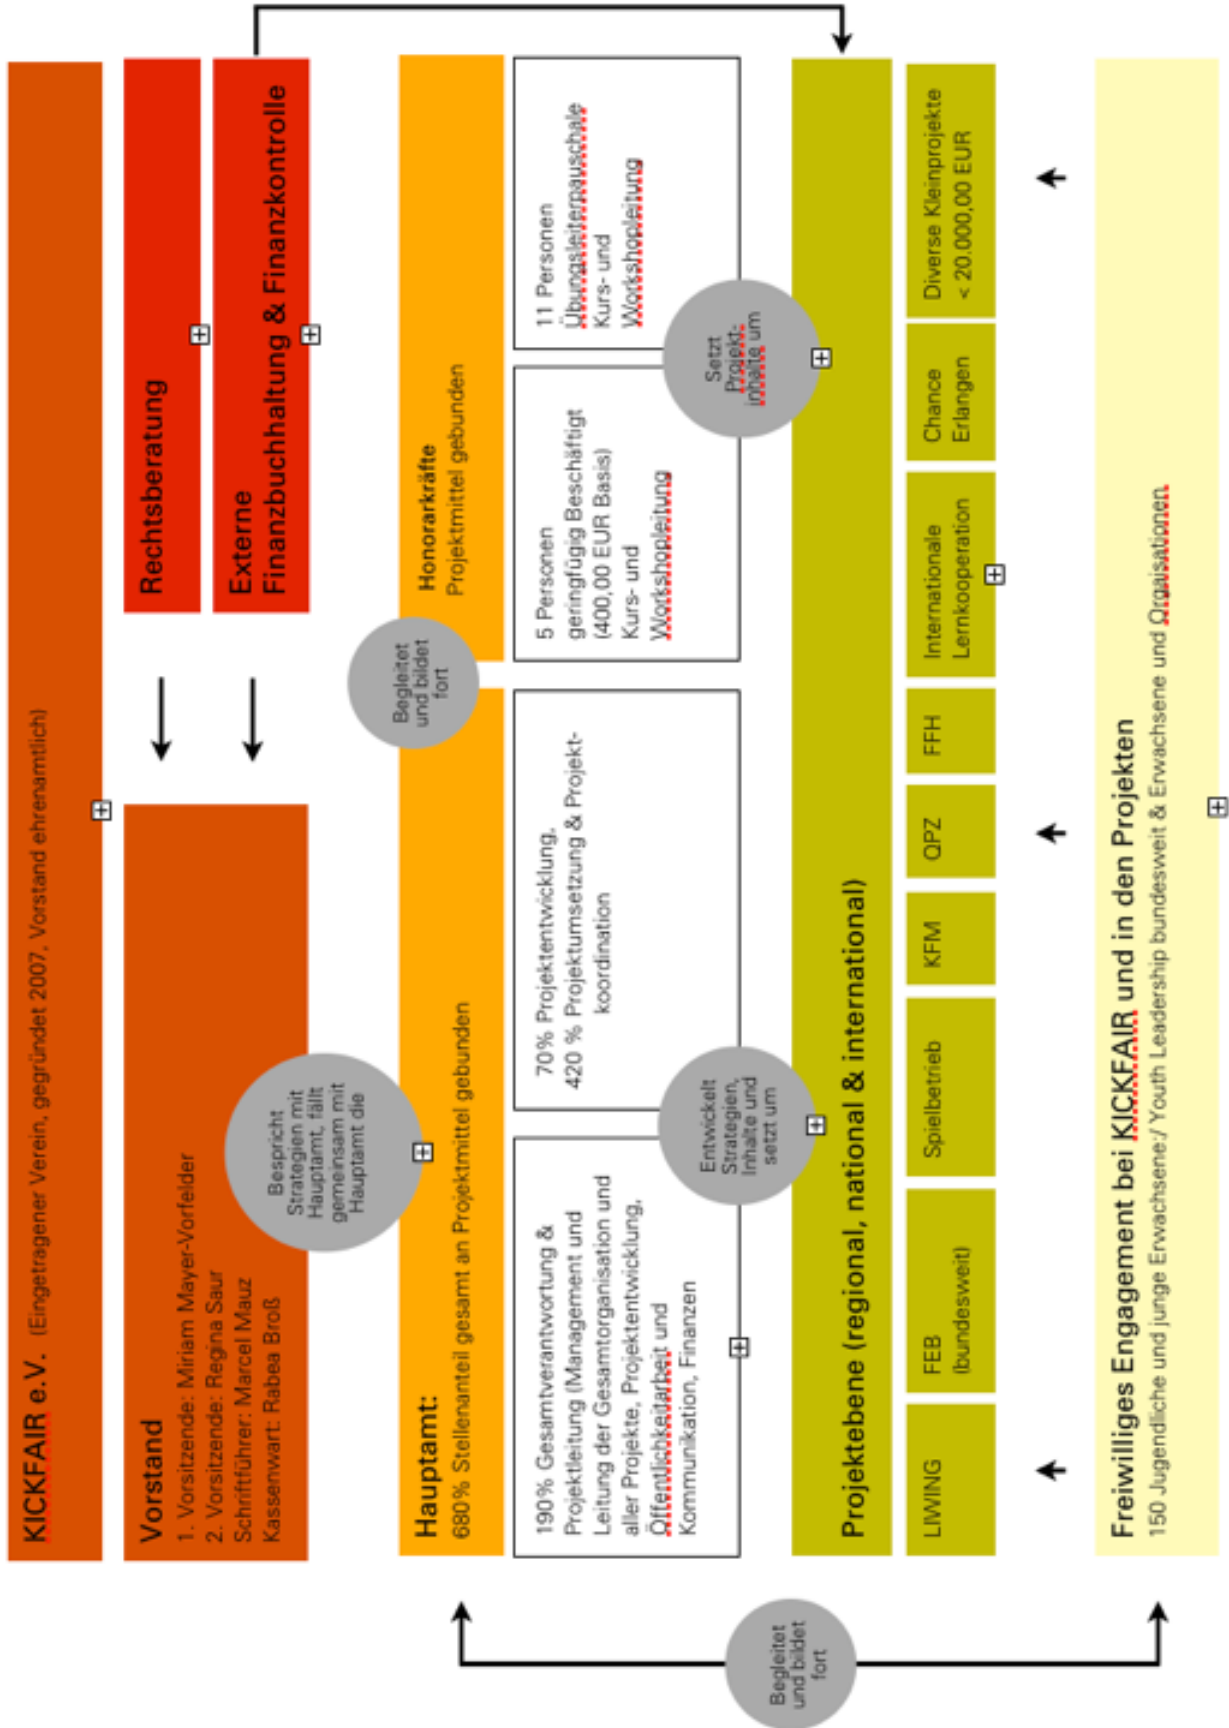 KICKFAIR e.V. (Eingetragener Verein, gegründet 2007, Vorstand ehrenamtlich)
Vorstand
1. Vorsitzende: Miriam Mayer-Vorfelder
2. Vorsitzende: Regina Saur
Schriftführer: Marcel Mauz
Kassenwart: Rabea Broß
Rechtsberatung
Externe
Finanzbuchhaltung & Finanzkontrolle
Bespricht
Strategien mit
Hauptamt, fällt
gemeinsam mit
Hauptamt die
Begleitet
und bildet
fort
Hauptamt:
680% Stellenanteil gesamt an Projektmittel gebunden
Honorarkräfte
Projektmittel gebunden
190% Gesamtverantwortung &
Projektleitung (Management und
Leitung der Gesamtorganisation und
aller Projekte, Projektentwicklung,
Öffentlichkeitarbeit und
Kommunikation, Finanzen
70% Projektentwicklung,
420 % Projektumsetzung & Projekt-
koordination
5 Personen
geringfügig Beschäftigt
(400,00 EUR Basis)
Kurs- und
Workshopleitung
11 Personen
Übungsleiterpauschale
Kurs- und
Workshopleitung
Entwickelt
Strategien,
Inhalte und
setzt um
Setzt
Projekt-
inhalte um
Projektebene (regional, national & international)
LIWING
FEB
(bundesweit)
Spielbetrieb
KFM
QPZ
FFH
Internationale
Lernkooperation
Chance
Erlangen
Diverse Kleinprojekte
< 20.000,00 EUR
Begleitet
und bildet
fort
Freiwilliges Engagement bei KICKFAIR und in den Projekten
150 Jugendliche und junge Erwachsene:/ Youth Leadership bundesweit & Erwachsene und Orgaisationen